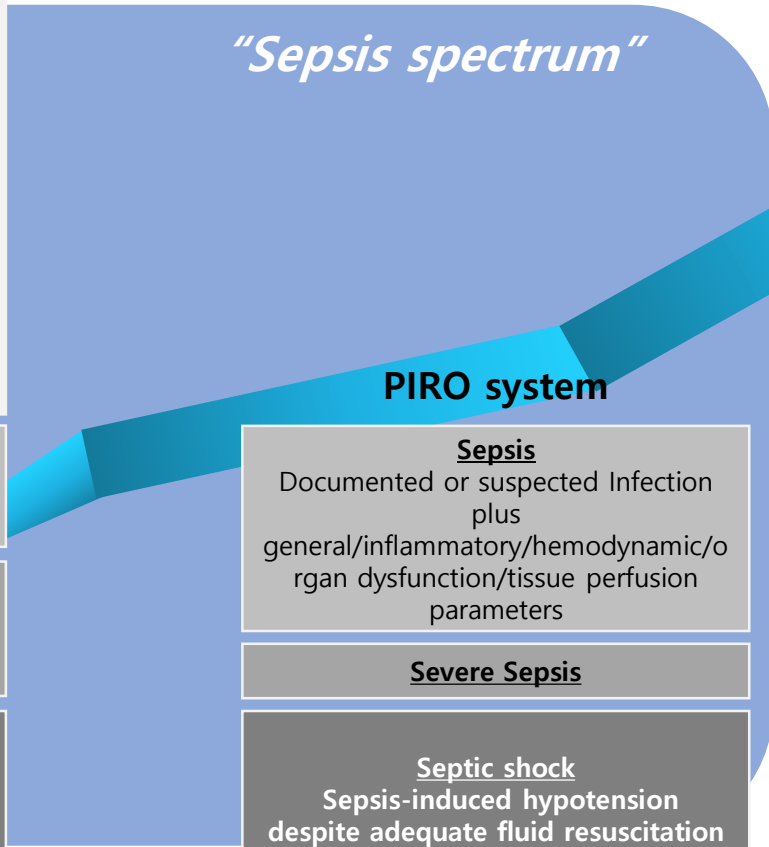 “Sepsis spectrum”
PIRO system
Sepsis
Documented or suspected Infection
plus
general/inflammatory/hemodynamic/o
rgan dysfunction/tissue perfusion
parameters
Severe Sepsis
Septic shock
Sepsis-induced hypotension
despite adequate fluid resuscitation